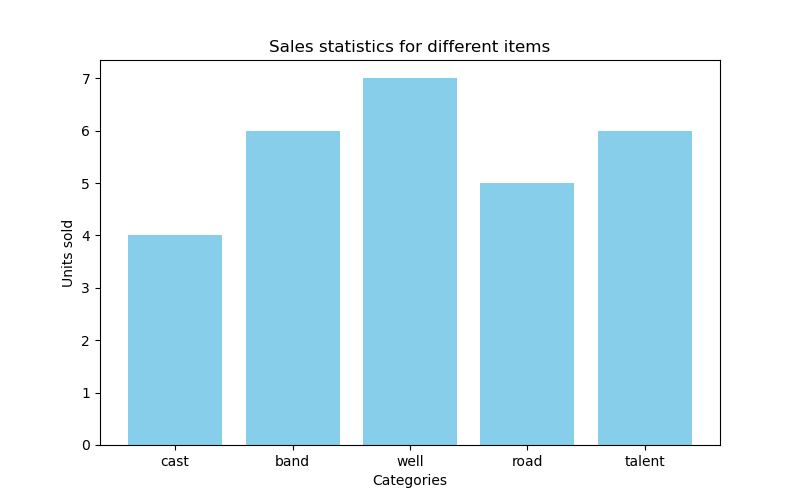 Sales statistics for different items
Units sold
7
6
5
4
3
2
1
0
cast band well road talent
Categories